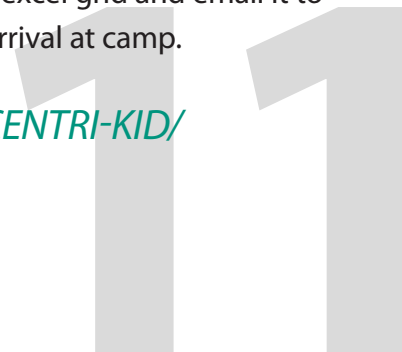 excel grid and email it to
rrival at camp.
ENTRI-KID/
11